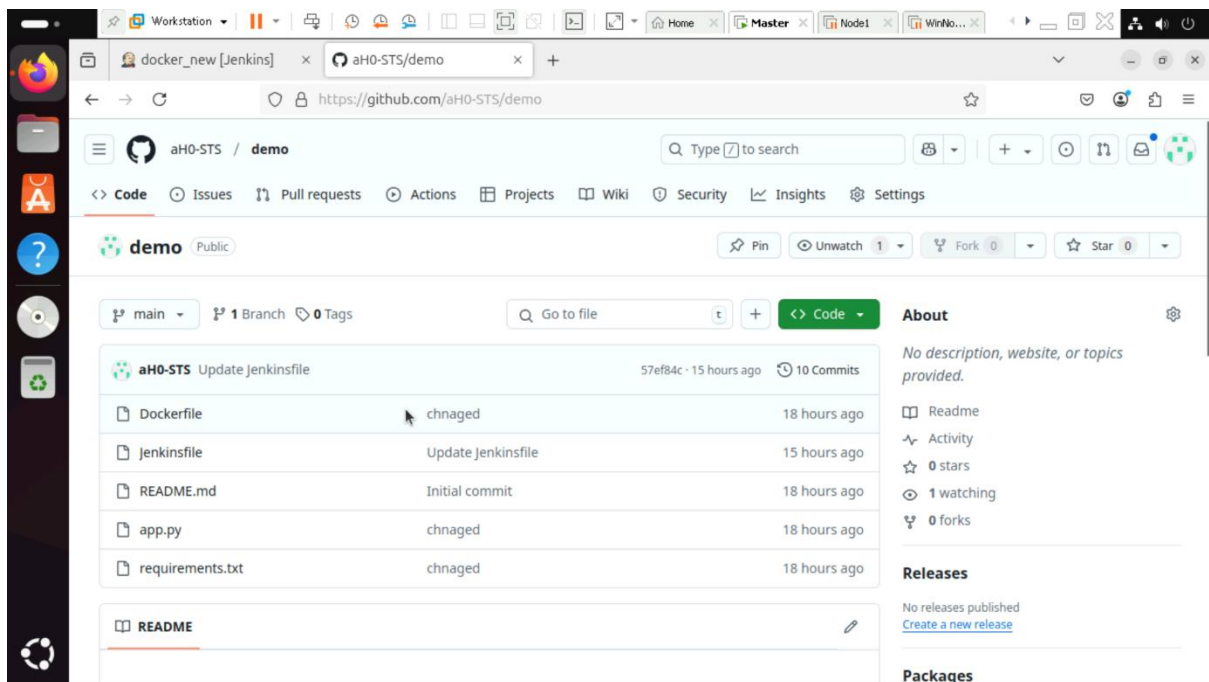 Workstation Home Master Node1 WinNo...
docker_new [Jenkins] aH0-STS/demo
https://github.com/aH0-STS/demo
aH0-STS / demo Type / to search
Code Issues Pull requests Actions Projects Wiki Security Insights Settings
demo Public Pin Unwatch 1 Fork 0 Star 0
main 1 Branch 0 Tags Go to file t Code About
No description, website, or topics
provided.
aH0-STS Update Jenkinsfile 57ef84c · 15 hours ago 10 Commits
Dockerfile chnaged 18 hours ago Readme
Activity
Jenkinsfile Update Jenkinsfile 15 hours ago 0 stars
README.md Initial commit 18 hours ago 1 watching
app.py chnaged 18 hours ago 0 forks
requirements.txt chnaged 18 hours ago Releases
No releases published
README Create a new release
Packages